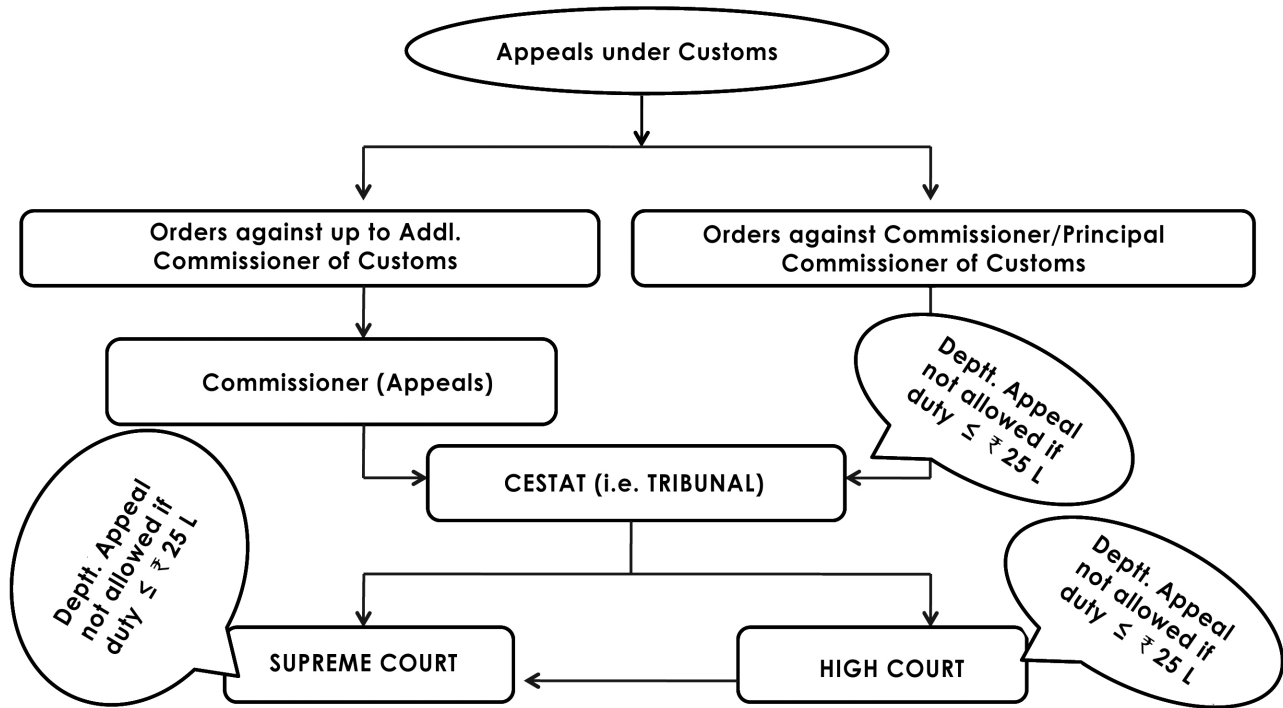 Appeals under Customs
Orders against up to Addl.
Commissioner of Customs
Orders against Commissioner/Principal
Commissioner of Customs
Commissioner (Appeals)
Deptt. Appeal
not allowed if
duty ≤ ₹ 25 L
CESTAT (i.e. TRIBUNAL)
Deptt. Appeal
not allowed if
duty ≤ ₹ 25 L
Deptt. Appeal
not allowed if
duty ≤ ₹ 25 L
SUPREME COURT
HIGH COURT